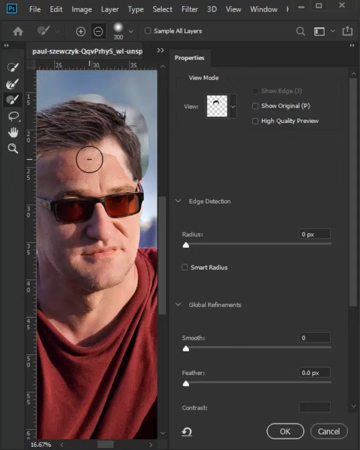 Ps File Edit Image Layer Type Select Filter 3D View Window
300 Sample All Layers
paul-szewczyk-QqvPrhyS_wI-unsp
Properties
View Mode
View:
Show Edge (J)
Show Original (P)
High Quality Preview
Edge Detection
Radius: 0 px
Smart Radius
Global Refinements
Smooth: 0
Feather: 0.0 px
Contrast:
16.67%
OK Cancel